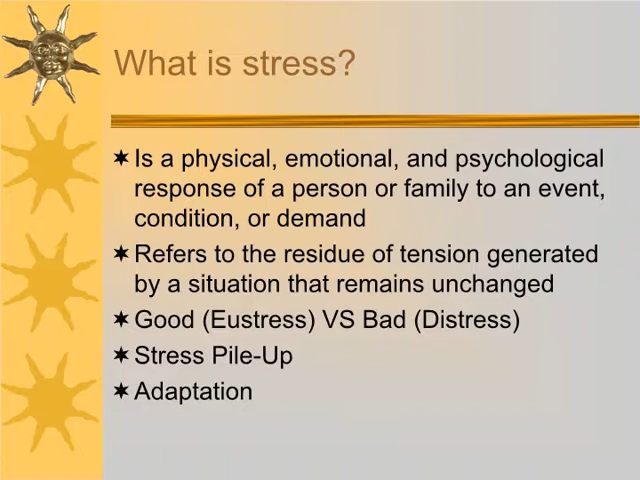 What is stress?
Is a physical, emotional, and psychological
response of a person or family to an event,
condition, or demand
Refers to the residue of tension generated
by a situation that remains unchanged
Good (Eustress) VS Bad (Distress)
Stress Pile-Up
Adaptation